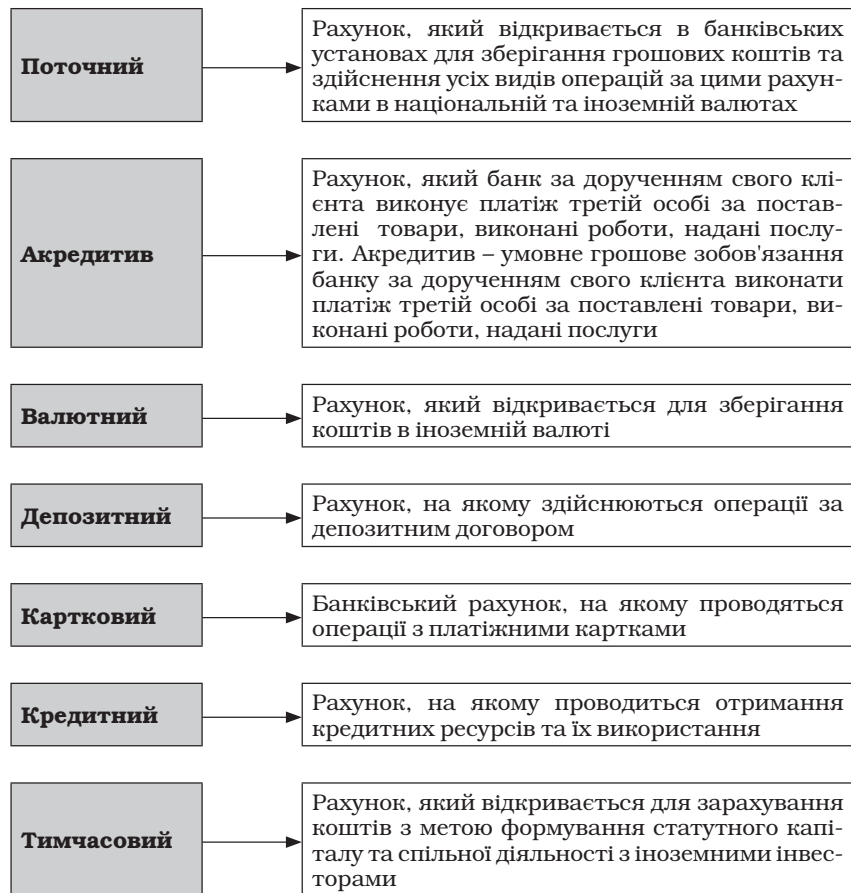 Поточний
Рахунок, який відкривається в банківських
установах для зберігання грошових коштів та
здійснення усіх видів операцій за цими рахун-
ками в національній та іноземній валютах
Акредитив
Рахунок, який банк за дорученням свого клі-
єнта виконує платіж третій особі за постав-
лені товари, виконані роботи, надані послу-
ги. Акредитив – умовне грошове зобов'язання
банку за дорученням свого клієнта виконати
платіж третій особі за поставлені товари, ви-
конані роботи, надані послуги
Валютний
Рахунок, який відкривається для зберігання
коштів в іноземній валюті
Депозитний
Рахунок, на якому здійснюються операції за
депозитним договором
Картковий
Банківський рахунок, на якому проводяться
операції з платіжними картками
Кредитний
Рахунок, на якому проводиться отримання
кредитних ресурсів та їх використання
Тимчасовий
Рахунок, який відкривається для зарахування
коштів з метою формування статутного капі-
талу та спільної діяльності з іноземними інвес-
торами